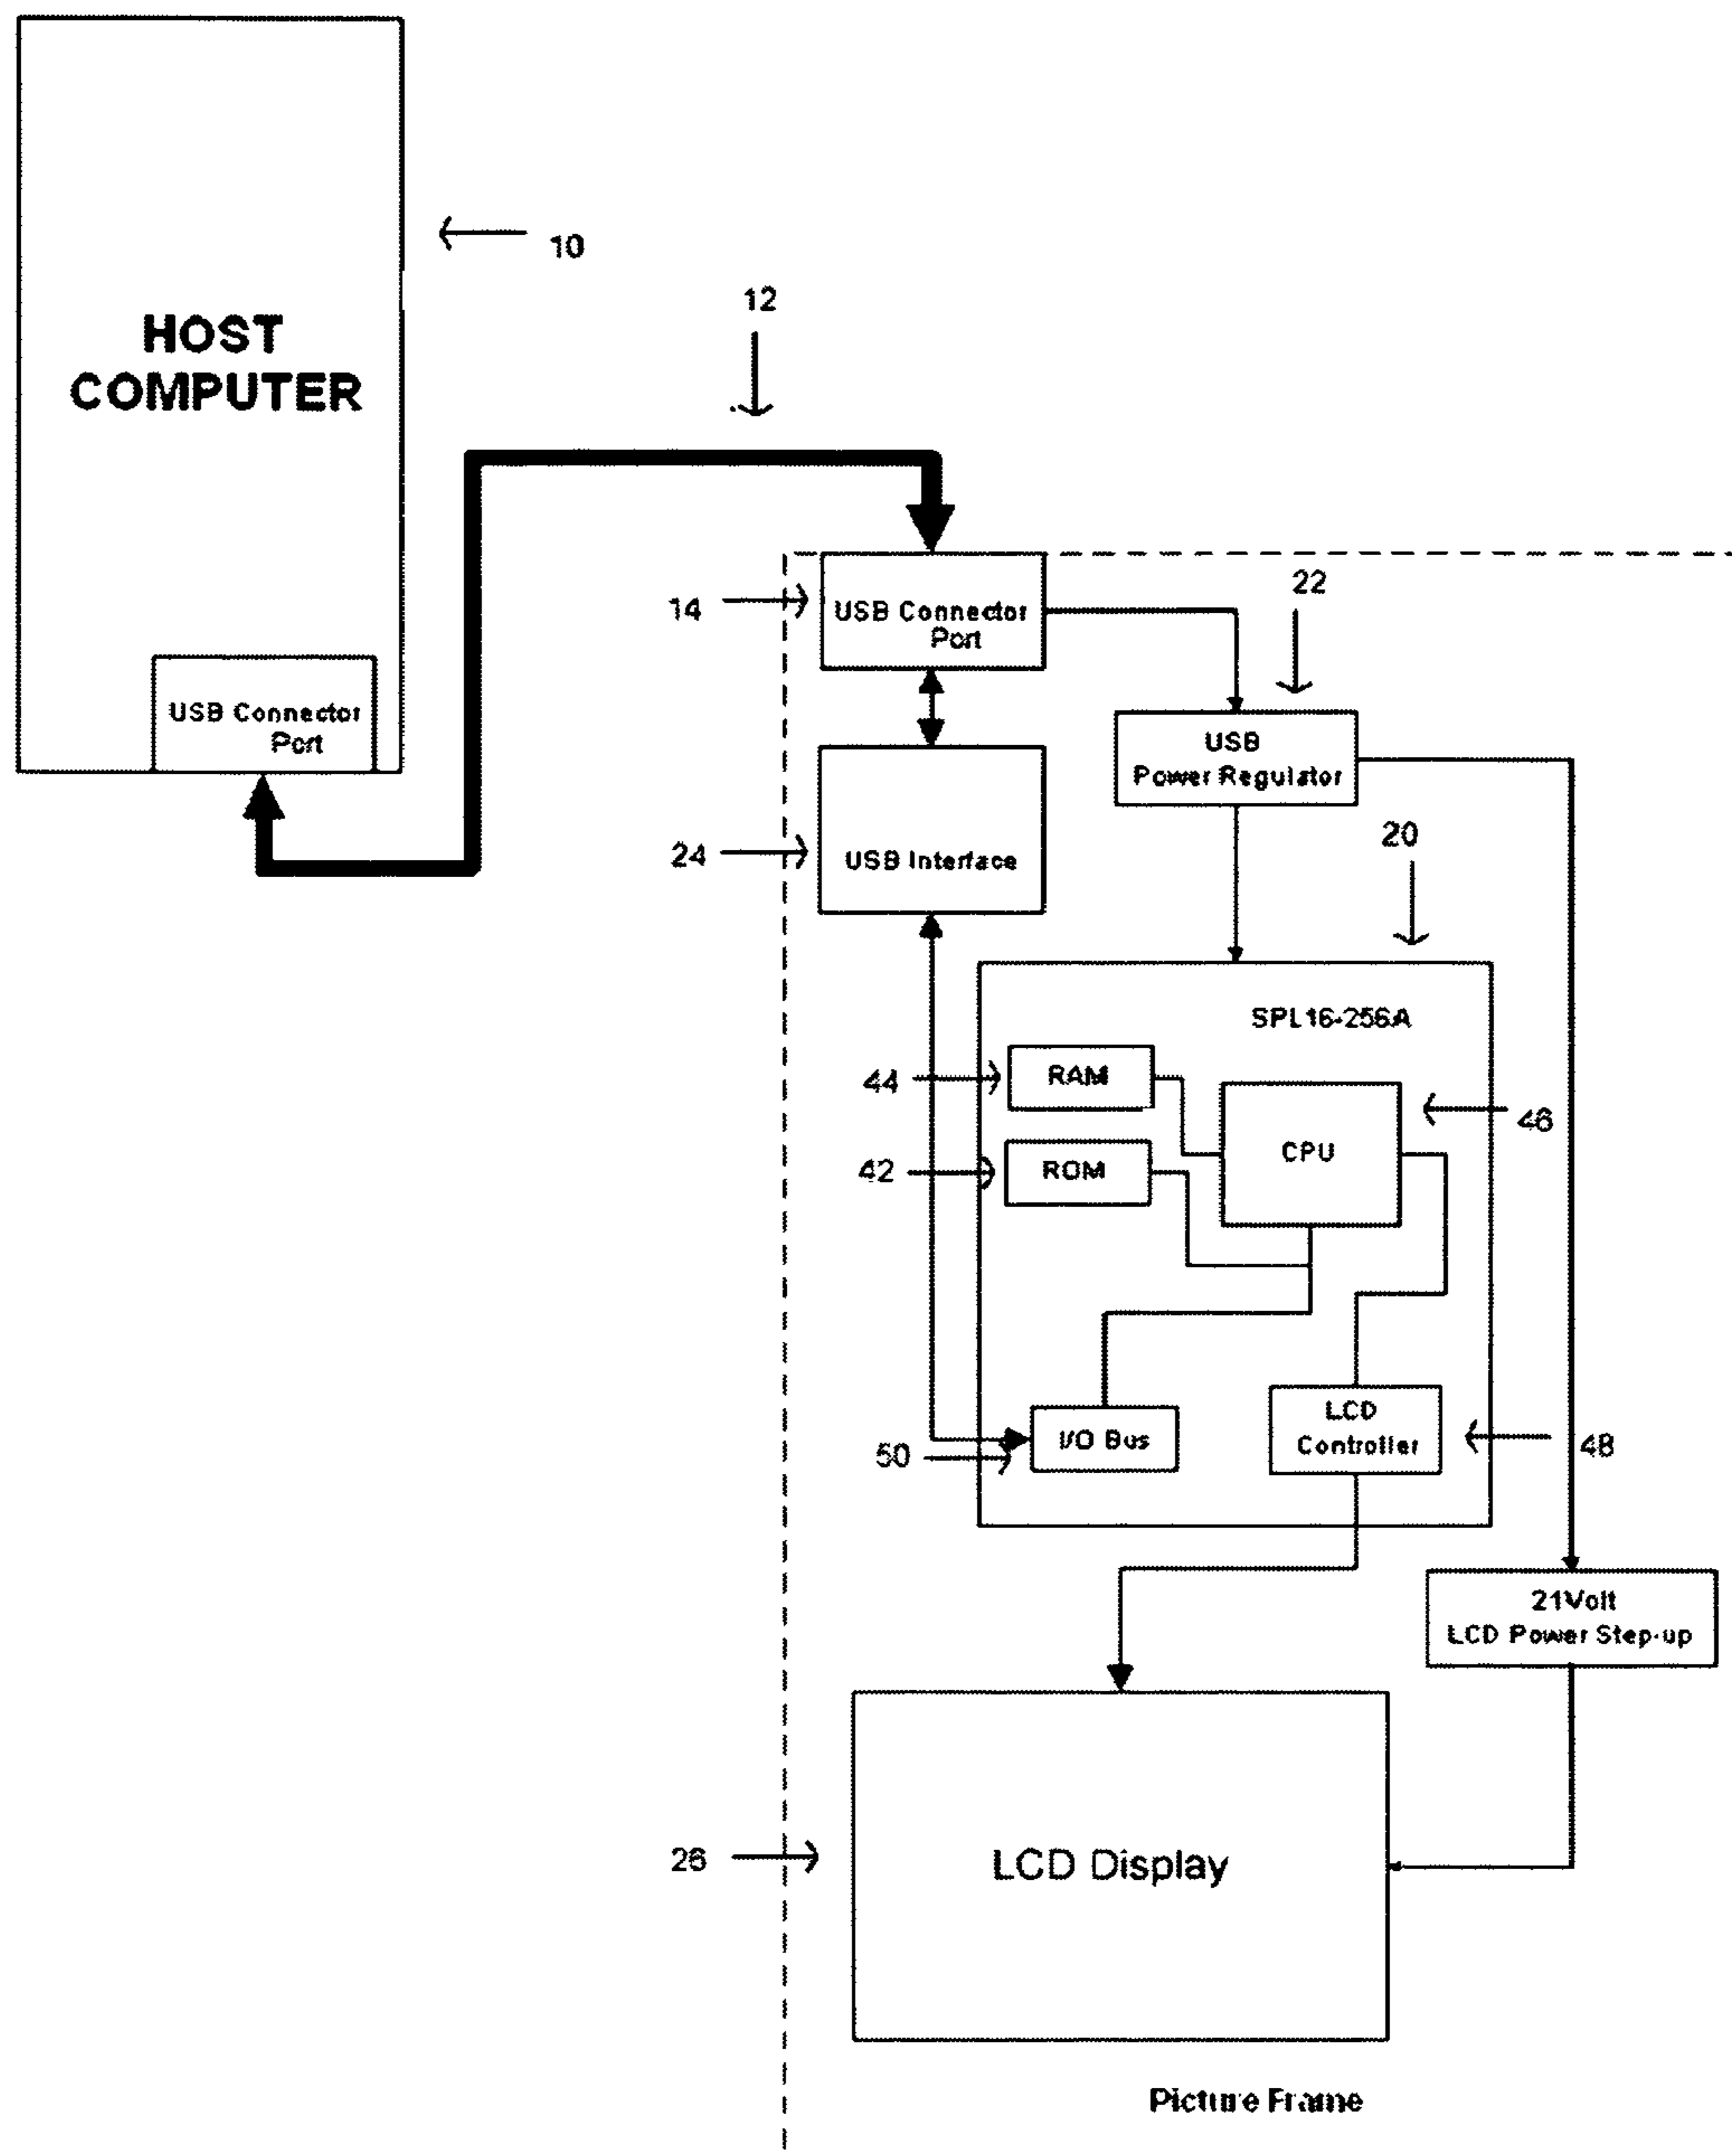 10
HOST
COMPUTER
12
USB Connector
Port
14
USB Connector
Port
22
USB
Power Regulator
24
USB Interface
20
SPL16-256A
44
RAM
46
CPU
42
ROM
50
I/O Bus
LCD
Controller
48
21Volt
LCD Power Step-up
26
LCD Display
Picture Frame